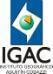 IGAC
INSTITUTO GEOGRÁFICO
AGUSTÍN CODAZZI